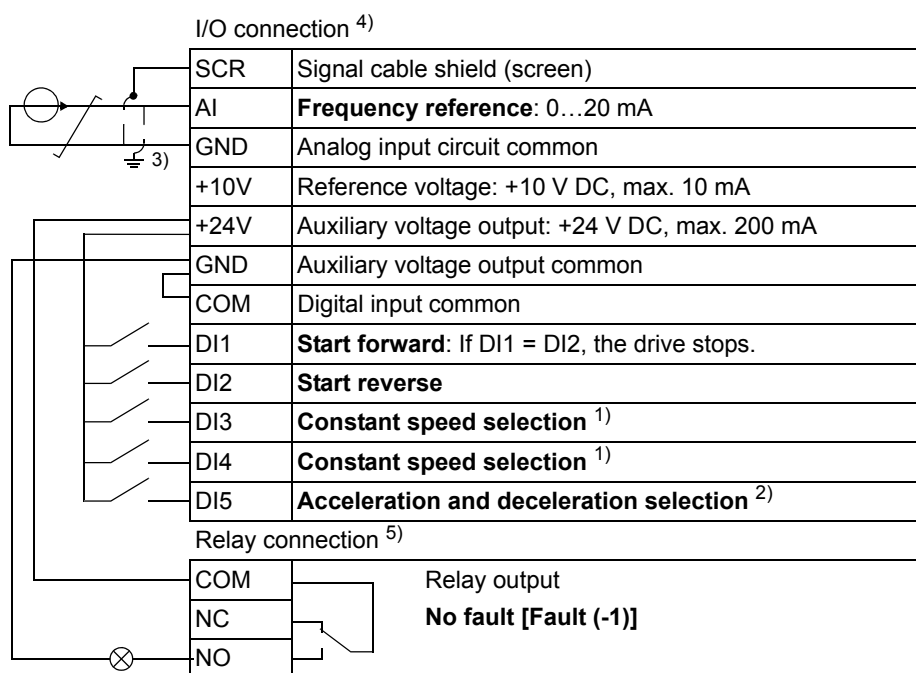 I/O connection 4)
SCR Signal cable shield (screen)
AI Frequency reference: 0…20 mA
GND Analog input circuit common
3)
+10V Reference voltage: +10 V DC, max. 10 mA
+24V Auxiliary voltage output: +24 V DC, max. 200 mA
GND Auxiliary voltage output common
COM Digital input common
DI1 Start forward: If DI1 = DI2, the drive stops.
DI2 Start reverse
DI3 Constant speed selection 1)
DI4 Constant speed selection 1)
DI5 Acceleration and deceleration selection 2)
Relay connection 5)
COM Relay output
NC No fault [Fault (-1)]
NO